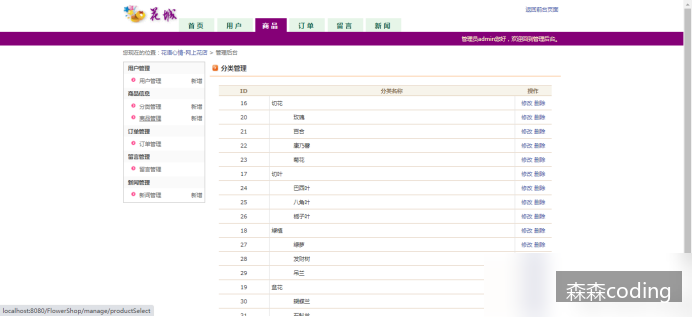 花城
返回前台页面
首 页 用 户 商 品 订 单 留 言 新 闻
管理员admin您好，欢迎回到管理后台。
您现在的位置：花满心情-网上花店 > 管理后台
用户管理
用户管理 新增
商品信息
分类管理 新增
商品管理 新增
订单管理
订单管理
留言管理
留言管理
新闻管理
新闻管理 新增
分类管理
ID 分类名称 操作
16 切花 修改 删除
20 玫瑰 修改 删除
21 百合 修改 删除
22 康乃馨 修改 删除
23 菊花 修改 删除
17 切叶 修改 删除
24 巴西叶 修改 删除
25 八角叶 修改 删除
26 栀子叶 修改 删除
18 绿植 修改 删除
27 绿萝 修改 删除
28 发财树
29 吊兰
19 盆花
30 蝴蝶兰
31
森森coding
localhost:8080/FlowerShop/manage/productSelect